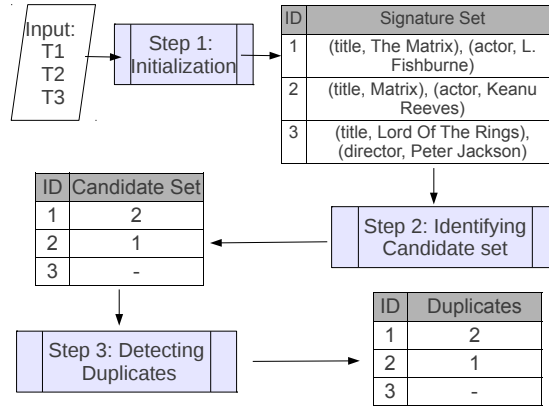 Input:
T1
T2
T3
Step 1:
Initialization
ID Signature Set
1 (title, The Matrix), (actor, L.
Fishburne)
2 (title, Matrix), (actor, Keanu
Reeves)
3 (title, Lord Of The Rings),
(director, Peter Jackson)
Step 2: Identifying
Candidate set
ID Candidate Set
1 2
2 1
3 -
Step 3: Detecting
Duplicates
ID Duplicates
1 2
2 1
3 -